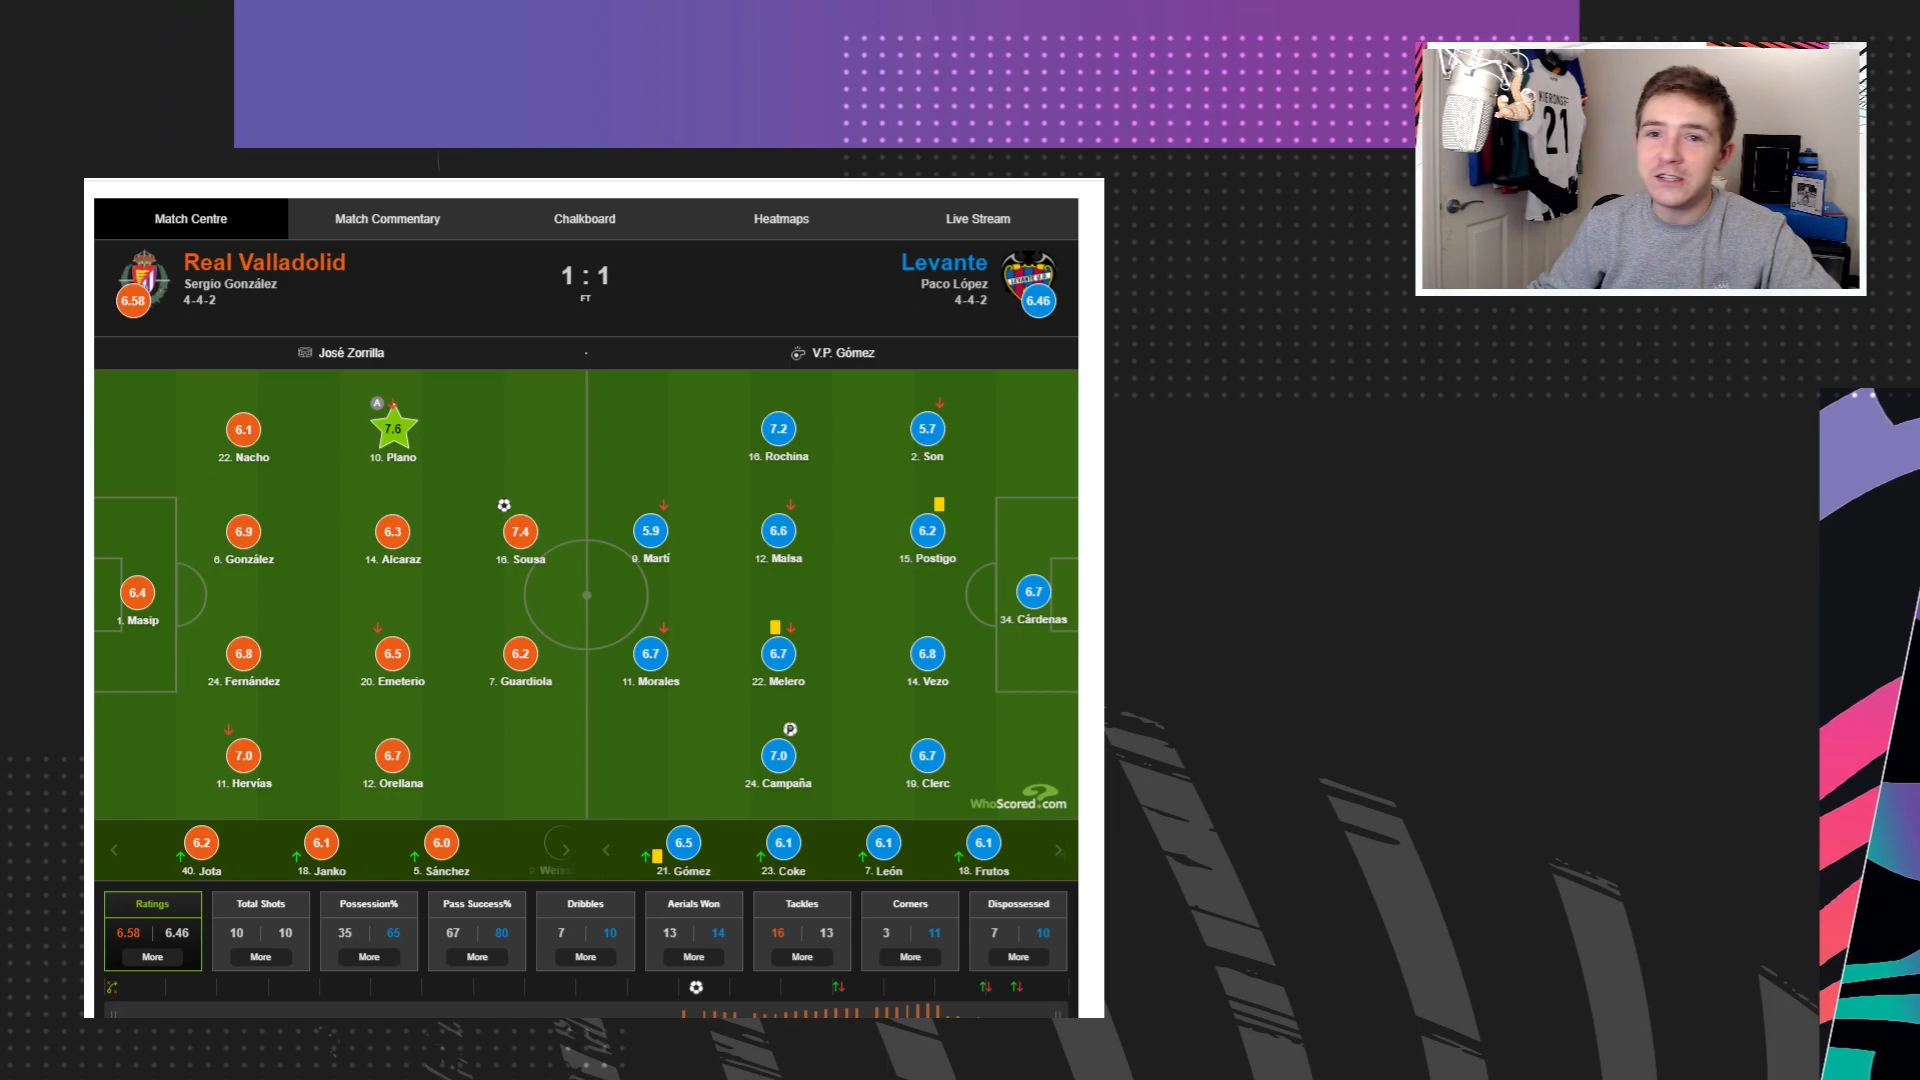 21
Match Centre
Match Commentary
Chalkboard
Heatmaps
Live Stream
Real Valladolid
Sergio González
4-4-2
6.58
1 : 1
FT
Levante
Paco López
4-4-2
6.46
José Zorrilla
V.P. Gómez
6.1
22. Nacho
A
7.6
10. Plano
7.2
16. Rochina
5.7
2. Son
6.9
6. González
6.3
14. Alcaraz
7.4
16. Sousa
5.9
9. Martí
6.6
12. Malsa
6.2
15. Postigo
6.4
1. Masip
6.7
34. Cárdenas
6.8
24. Fernández
6.5
20. Emeterio
6.2
7. Guardiola
6.7
11. Morales
6.7
22. Melero
6.8
14. Vezo
7.0
11. Hervías
6.7
12. Orellana
P
7.0
24. Campaña
6.7
19. Clerc
WhoScored.com
6.2
40. Jota
6.1
18. Janko
6.0
5. Sánchez
6.5
21. Gómez
6.1
23. Coke
6.1
7. León
6.1
18. Frutos
Ratings
6.58 | 6.46
More
Total Shots
10 | 10
More
Possession%
35 | 65
More
Pass Success%
67 | 80
More
Dribbles
7 | 10
More
Aerials Won
13 | 14
More
Tackles
16 | 13
More
Corners
3 | 11
More
Dispossessed
7 | 10
More